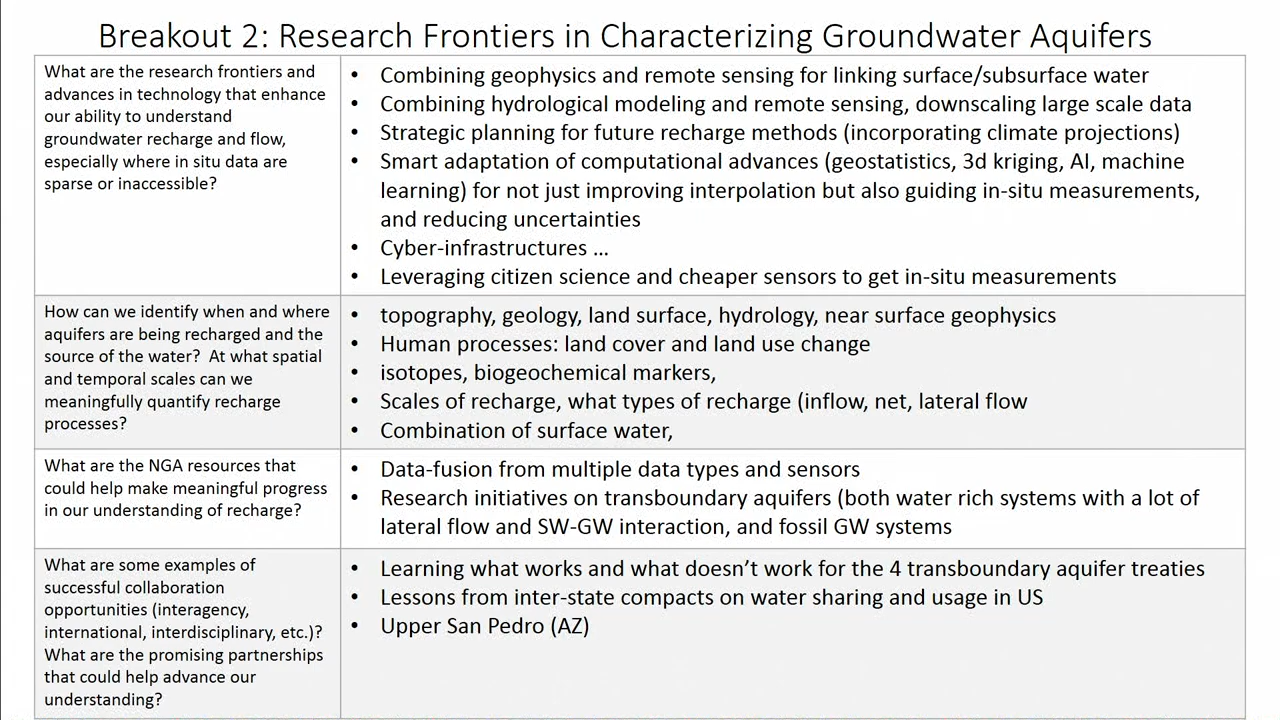 Breakout 2: Research Frontiers in Characterizing Groundwater Aquifers
What are the research frontiers and
advances in technology that enhance
our ability to understand
groundwater recharge and flow,
especially where in situ data are
sparse or inaccessible?
• Combining geophysics and remote sensing for linking surface/subsurface water
• Combining hydrological modeling and remote sensing, downscaling large scale data
• Strategic planning for future recharge methods (incorporating climate projections)
• Smart adaptation of computational advances (geostatistics, 3d kriging, AI, machine
learning) for not just improving interpolation but also guiding in-situ measurements,
and reducing uncertainties
• Cyber-infrastructures ...
• Leveraging citizen science and cheaper sensors to get in-situ measurements
How can we identify when and where
aquifers are being recharged and the
source of the water?  At what spatial
and temporal scales can we
meaningfully quantify recharge
processes?
• topography, geology, land surface, hydrology, near surface geophysics
• Human processes: land cover and land use change
• isotopes, biogeochemical markers,
• Scales of recharge, what types of recharge (inflow, net, lateral flow
• Combination of surface water,
What are the NGA resources that
could help make meaningful progress
in our understanding of recharge?
• Data-fusion from multiple data types and sensors
• Research initiatives on transboundary aquifers (both water rich systems with a lot of
lateral flow and SW-GW interaction, and fossil GW systems
What are some examples of
successful collaboration
opportunities (interagency,
international, interdisciplinary, etc.)?
What are the promising partnerships
that could help advance our
understanding?
• Learning what works and what doesn't work for the 4 transboundary aquifer treaties
• Lessons from inter-state compacts on water sharing and usage in US
• Upper San Pedro (AZ)